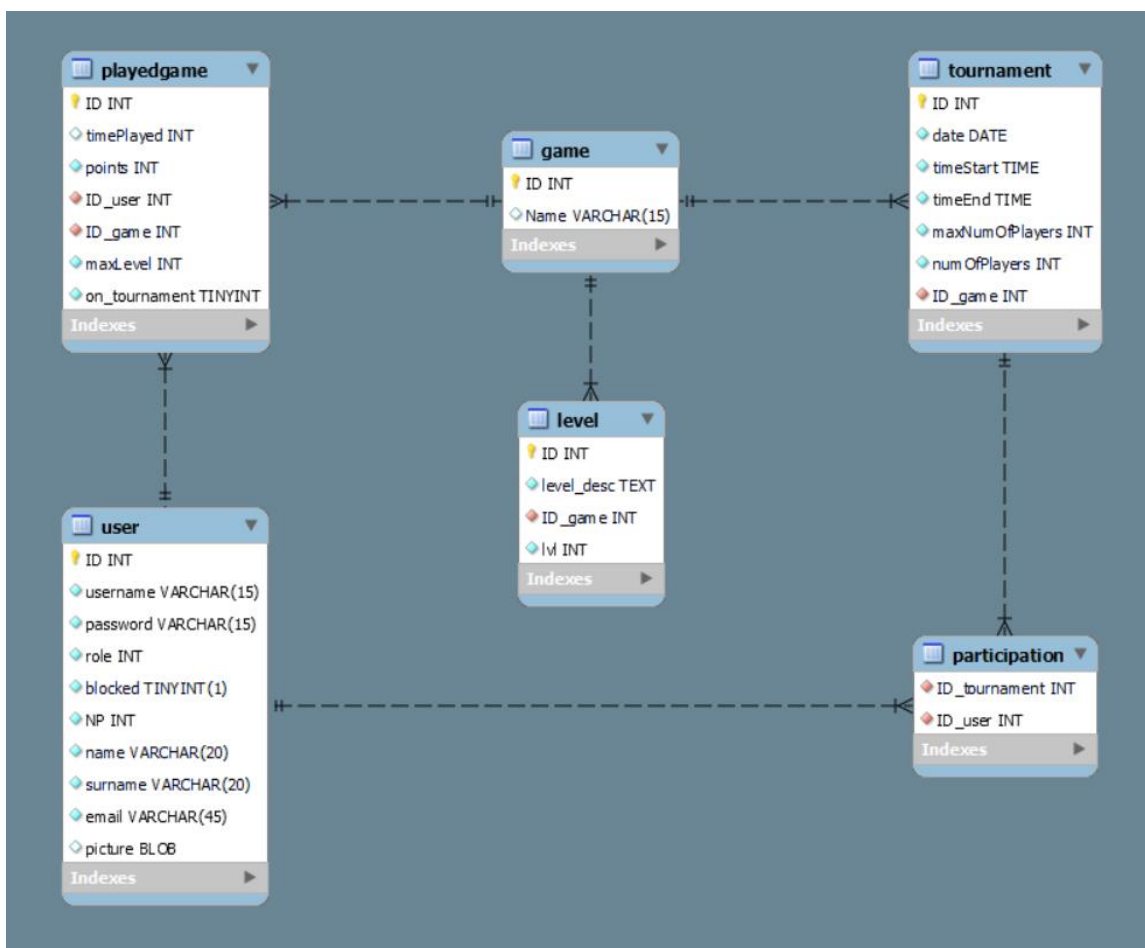 playedgame
ID INT
timePlayed INT
points INT
ID_user INT
ID_game INT
maxLevel INT
on_tournament TINYINT
Indexes
game
ID INT
Name VARCHAR(15)
Indexes
tournament
ID INT
date DATE
timeStart TIME
timeEnd TIME
maxNumOfPlayers INT
numOfPlayers INT
ID_game INT
Indexes
level
ID INT
level_desc TEXT
ID_game INT
lvl INT
Indexes
user
ID INT
username VARCHAR(15)
password VARCHAR(15)
role INT
blocked TINYINT(1)
NP INT
name VARCHAR(20)
surname VARCHAR(20)
email VARCHAR(45)
picture BLOB
Indexes
participation
ID_tournament INT
ID_user INT
Indexes